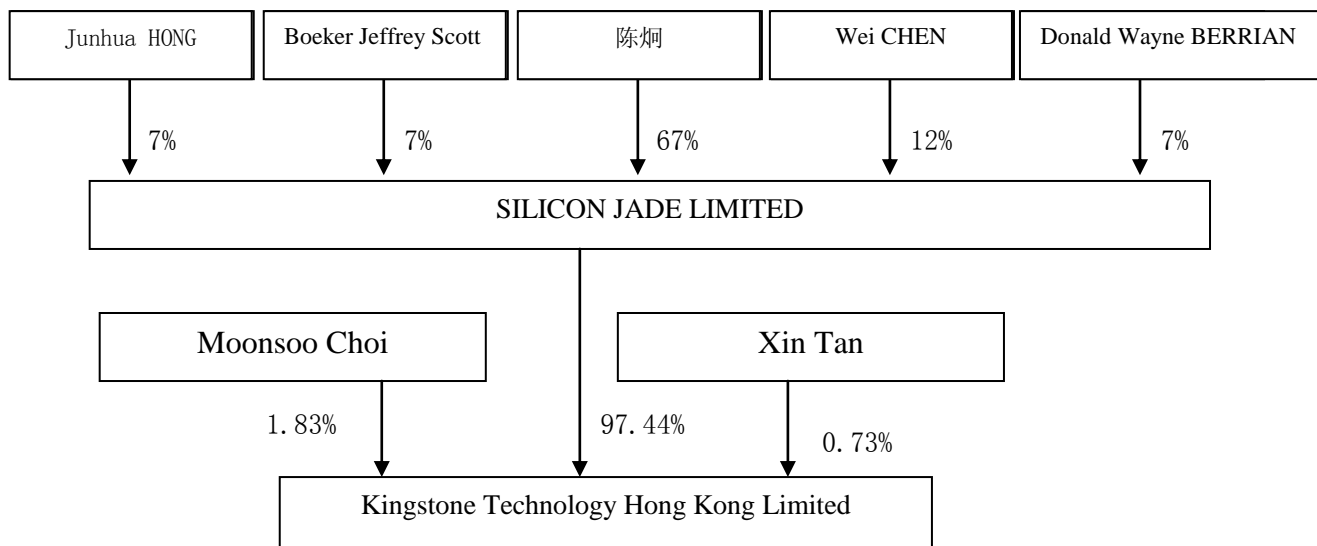 Junhua HONG
Boeker Jeffrey Scott
陈炯
Wei CHEN
Donald Wayne BERRIAN
7%
7%
67%
12%
7%
SILICON JADE LIMITED
Moonsoo Choi
Xin Tan
1.83%
97.44%
0.73%
Kingstone Technology Hong Kong Limited